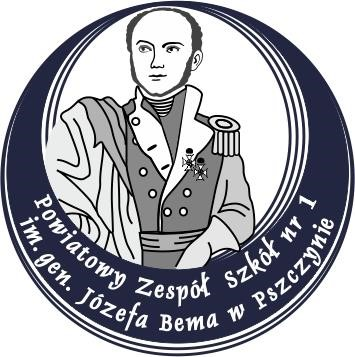 Powiatowy Zespół Szkół nr 1
im. gen. Józefa Bema w Pszczynie